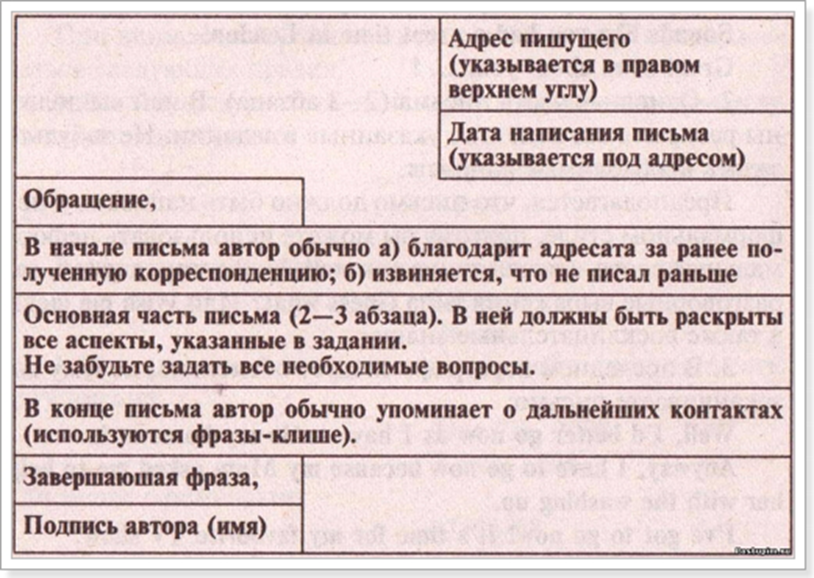 Адрес пишущего
(указывается в правом
верхнем углу)
Дата написания письма
(указывается под адресом)
Обращение,
В начале письма автор обычно а) благодарит адресата за ранее по-
лученную корреспонденцию; б) извиняется, что не писал раньше.
Основная часть письма (2—3 абзаца). В ней должны быть раскрыты
все аспекты, указанные в задании.
Не забудьте задать все необходимые вопросы.
В конце письма автор обычно упоминает о дальнейших контактах
(используются фразы-клише).
Завершаюшая фраза,
Подпись автора (имя)